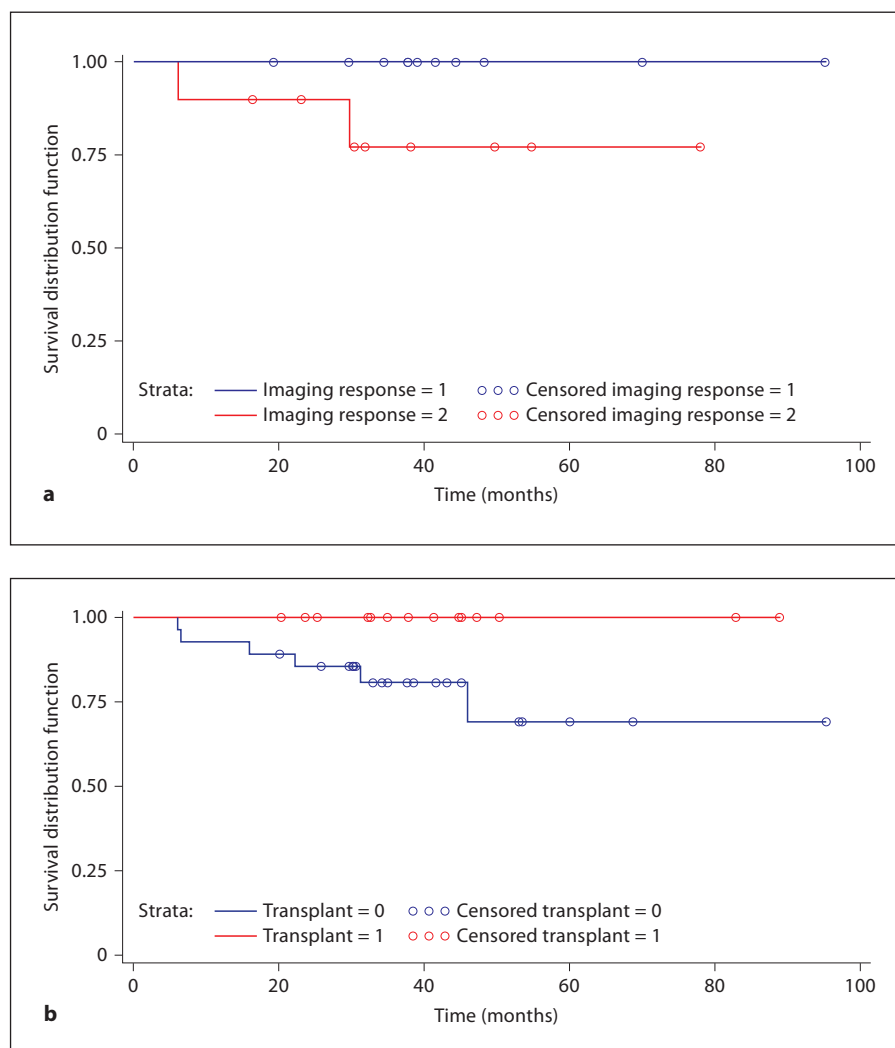 1.00
0.75
0.50
0.25
0
Survival distribution function
Strata: Imaging response = 1 Censored imaging response = 1
Imaging response = 2 Censored imaging response = 2
0 20 40 60 80 100
Time (months)
a
1.00
0.75
0.50
0.25
0
Survival distribution function
Strata: Transplant = 0 Censored transplant = 0
Transplant = 1 Censored transplant = 1
0 20 40 60 80 100
Time (months)
b